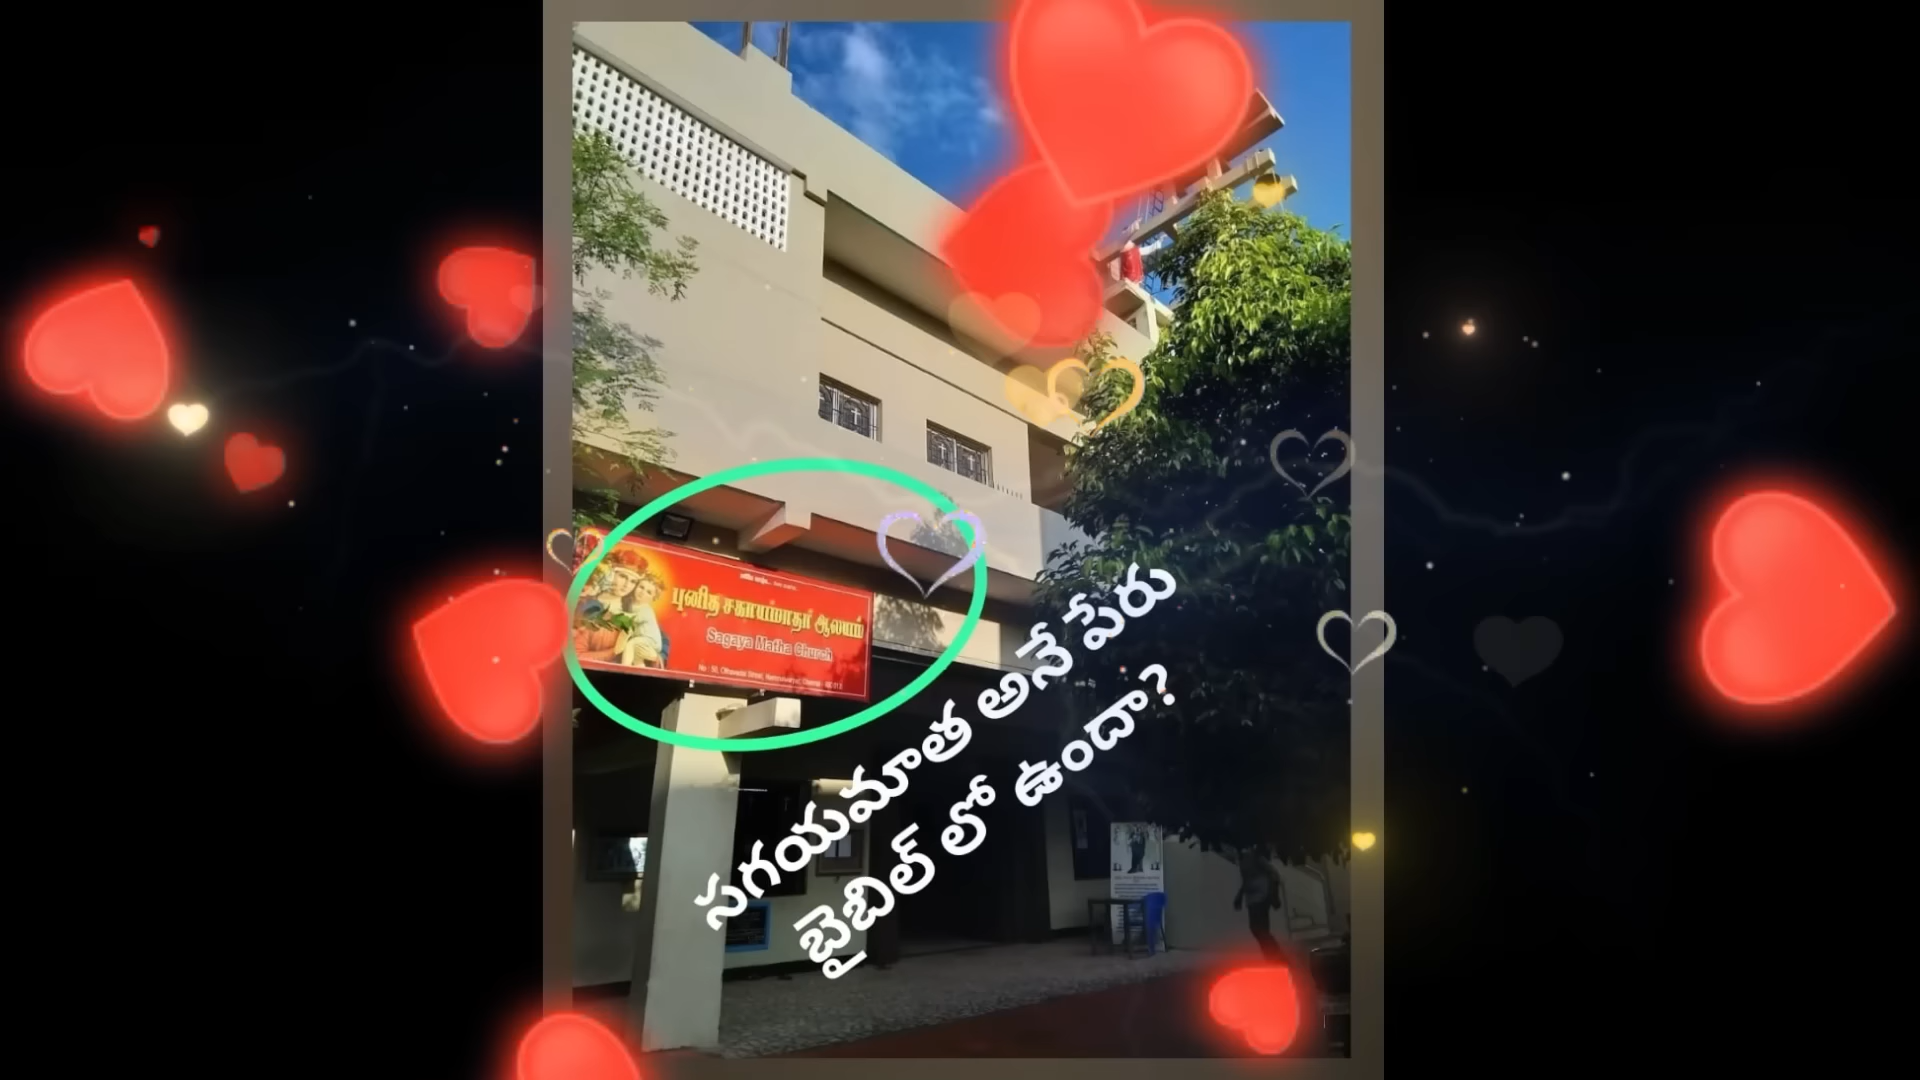 புனித சகாயமாதா ஆலயம்
Sagaya Matha Church
సగయమాత అనే పేరు
బైబిల్ లో ఉందా?